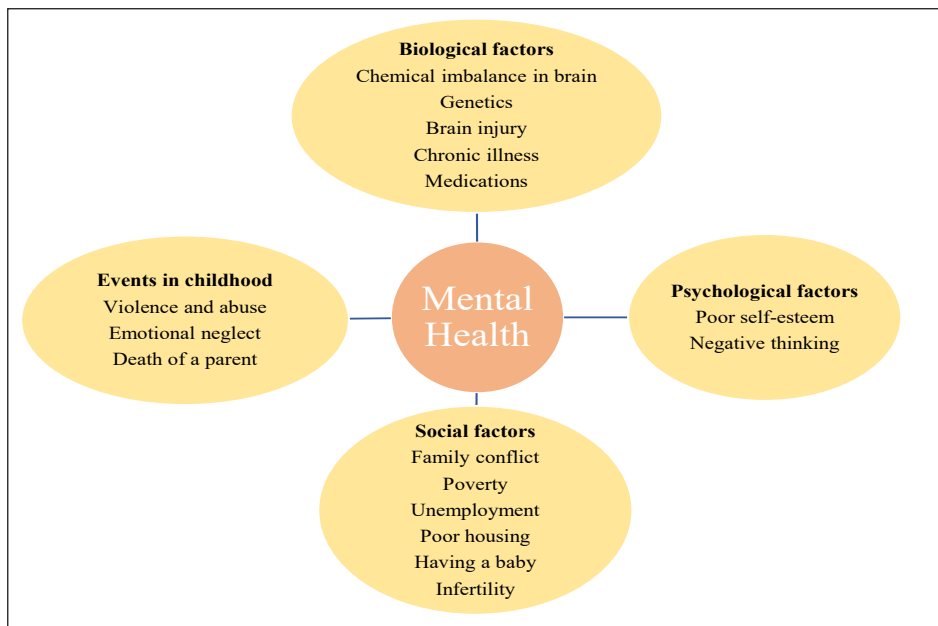 Biological factors
Chemical imbalance in brain
Genetics
Brain injury
Chronic illness
Medications
Events in childhood
Violence and abuse
Emotional neglect
Death of a parent
Mental
Health
Psychological factors
Poor self-esteem
Negative thinking
Social factors
Family conflict
Poverty
Unemployment
Poor housing
Having a baby
Infertility